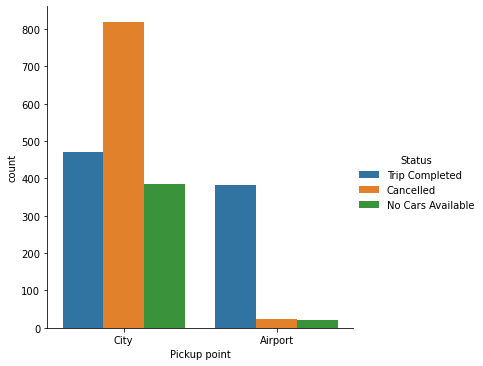 800
700
600
500
400
300
200
100
0
count
City
Airport
Pickup point
Status
Trip Completed
Cancelled
No Cars Available